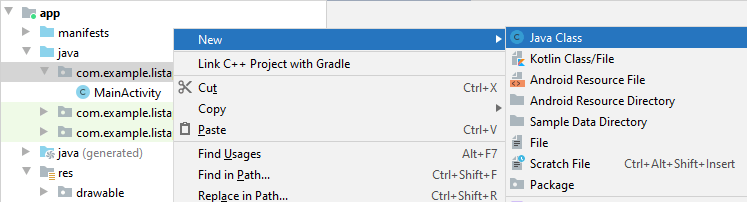 app
manifests
java
com.example.lista
MainActivity
com.example.lista
com.example.lista
java (generated)
res
drawable
New
Link C++ Project with Gradle
Cut Ctrl+X
Copy
Paste Ctrl+V
Find Usages Alt+F7
Find in Path... Ctrl+Shift+F
Replace in Path... Ctrl+Shift+R
Java Class
Kotlin Class/File
Android Resource File
Android Resource Directory
Sample Data Directory
File
Scratch File Ctrl+Alt+Shift+Insert
Package